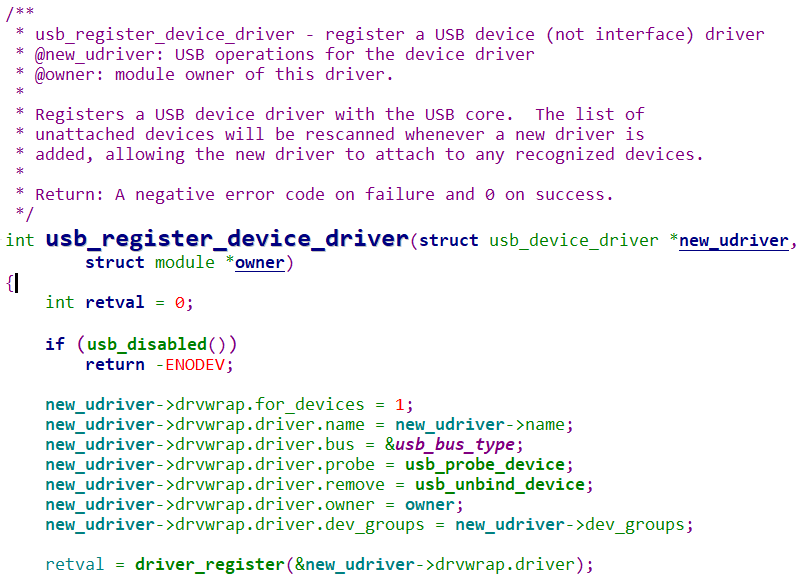 /**
 * usb_register_device_driver - register a USB device (not interface) driver
 * @new_udriver: USB operations for the device driver
 * @owner: module owner of this driver.
 *
 * Registers a USB device driver with the USB core.  The list of
 * unattached devices will be rescanned whenever a new driver is
 * added, allowing the new driver to attach to any recognized devices.
 *
 * Return: A negative error code on failure and 0 on success.
 */
int usb_register_device_driver(struct usb_device_driver *new_udriver,
        struct module *owner)
{
    int retval = 0;

    if (usb_disabled())
        return -ENODEV;

    new_udriver->drvwrap.for_devices = 1;
    new_udriver->drvwrap.driver.name = new_udriver->name;
    new_udriver->drvwrap.driver.bus = &usb_bus_type;
    new_udriver->drvwrap.driver.probe = usb_probe_device;
    new_udriver->drvwrap.driver.remove = usb_unbind_device;
    new_udriver->drvwrap.driver.owner = owner;
    new_udriver->drvwrap.driver.dev_groups = new_udriver->dev_groups;

    retval = driver_register(&new_udriver->drvwrap.driver);